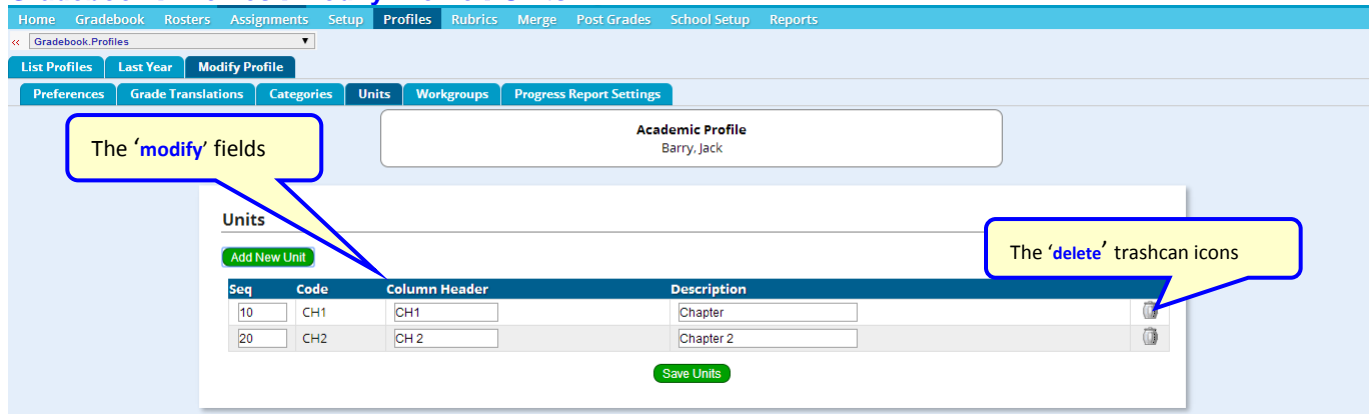 Home Gradebook Rosters Assignments Setup Profiles Rubrics Merge Post Grades School Setup Reports
« Gradebook.Profiles
List Profiles Last Year Modify Profile
Preferences Grade Translations Categories Units Workgroups Progress Report Settings
Academic Profile
Barry, Jack
The ‘modify’ fields
Units
The ‘delete’ trashcan icons
Add New Unit
Seq Code Column Header Description
10 CH1 CH1 Chapter
20 CH2 CH 2 Chapter 2
Save Units